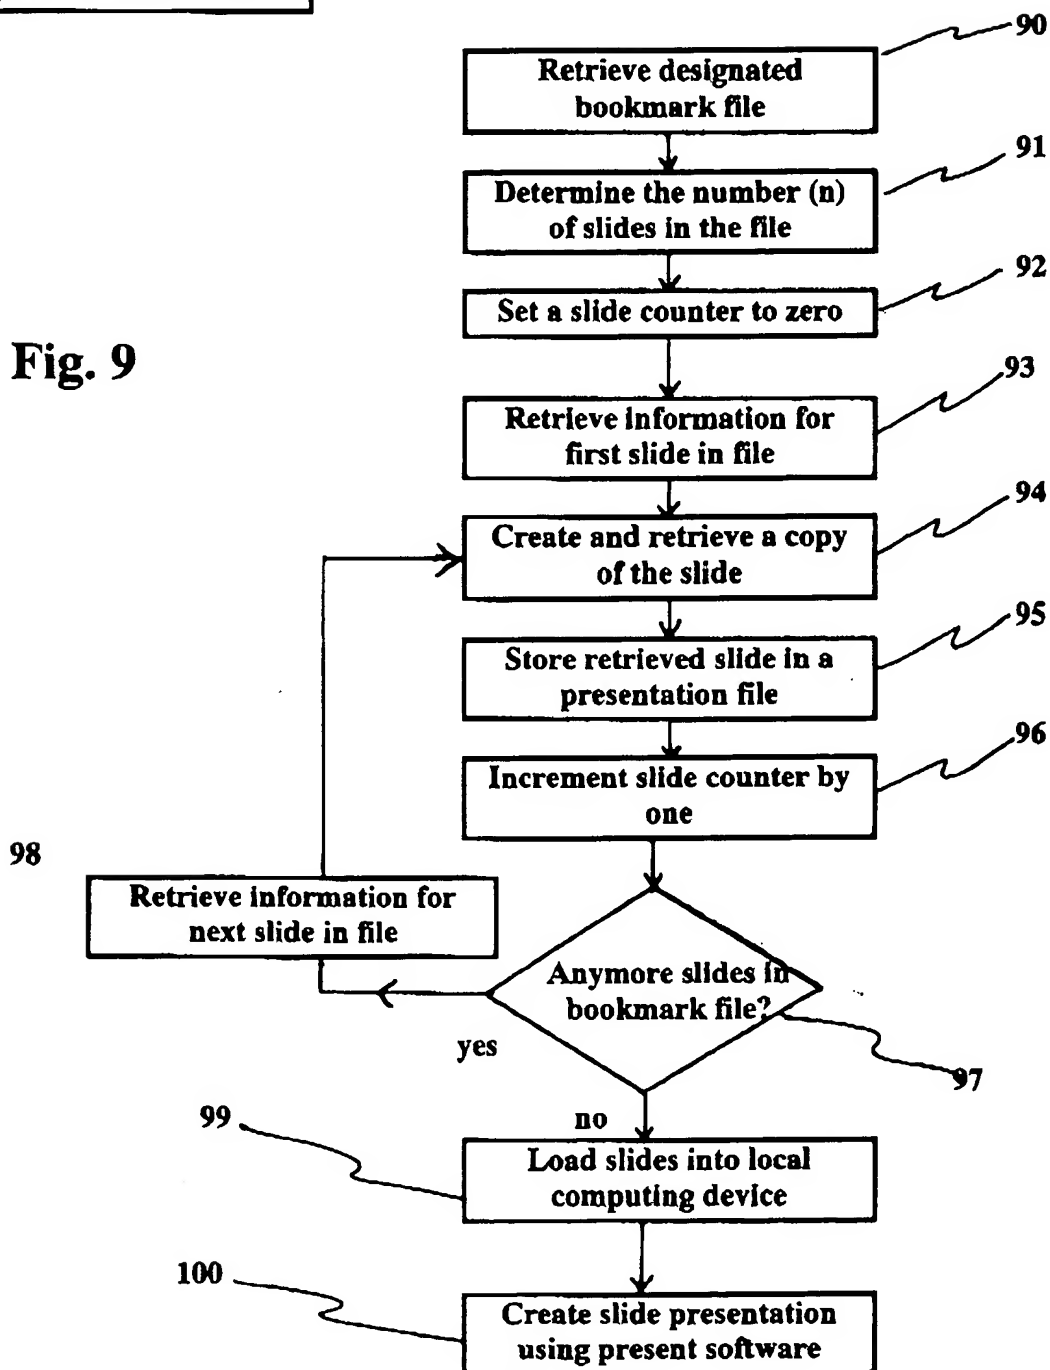 90
Retrieve designated
bookmark file
91
Determine the number (n)
of slides in the file
92
Set a slide counter to zero
Fig. 9
93
Retrieve information for
first slide in file
94
Create and retrieve a copy
of the slide
95
Store retrieved slide in a
presentation file
96
Increment slide counter by
one
98
Retrieve information for
next slide in file
Anymore slides in
bookmark file?
yes
97
no
99
Load slides into local
computing device
100
Create slide presentation
using present software